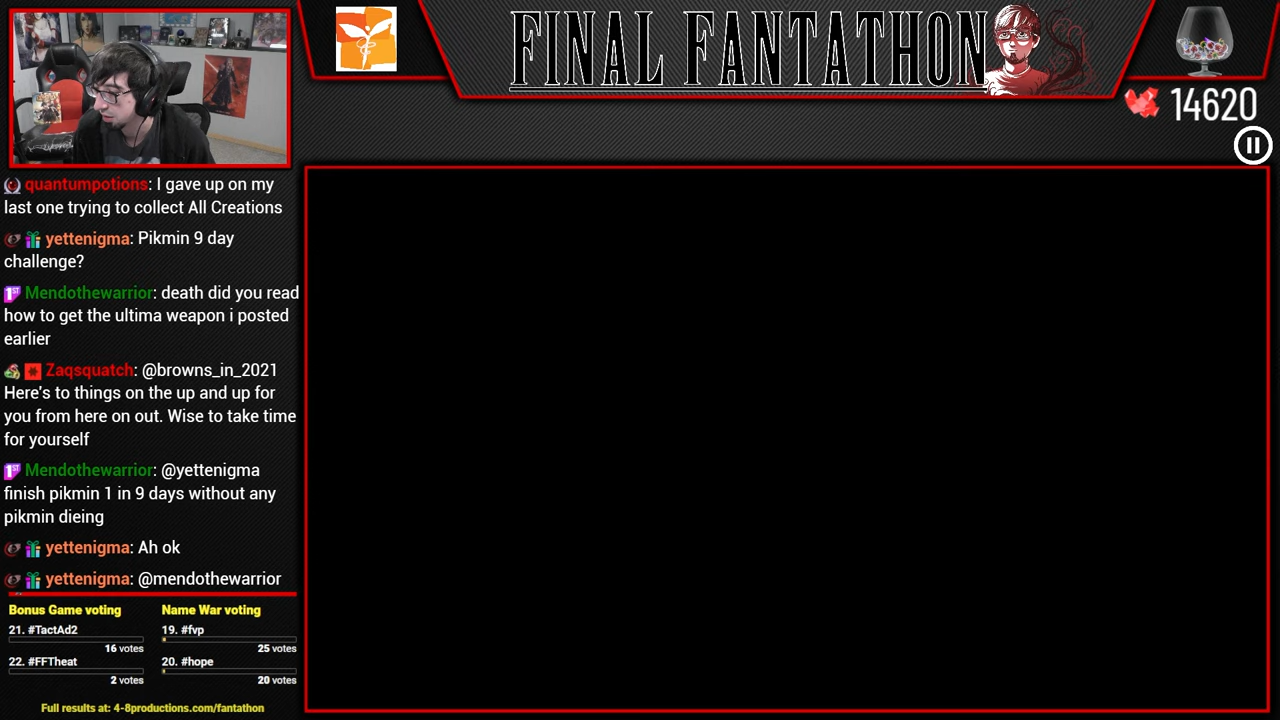 FINAL FANTATHON
14620
quantumpotions: I gave up on my
last one trying to collect All Creations
yettenigma: Pikmin 9 day
challenge?
1ST Mendothewarrior: death did you read
how to get the ultima weapon i posted
earlier
Zaqsquatch: @browns_in_2021
Here's to things on the up and up for
you from here on out. Wise to take time
for yourself
1ST Mendothewarrior: @yettenigma
finish pikmin 1 in 9 days without any
pikmin dieing
yettenigma: Ah ok
yettenigma: @mendothewarrior
Bonus Game voting
21. #TactAd2
16 votes
22. #FFTheat
2 votes
Name War voting
19. #fvp
25 votes
20. #hope
20 votes
Full results at: 4-8productions.com/fantathon